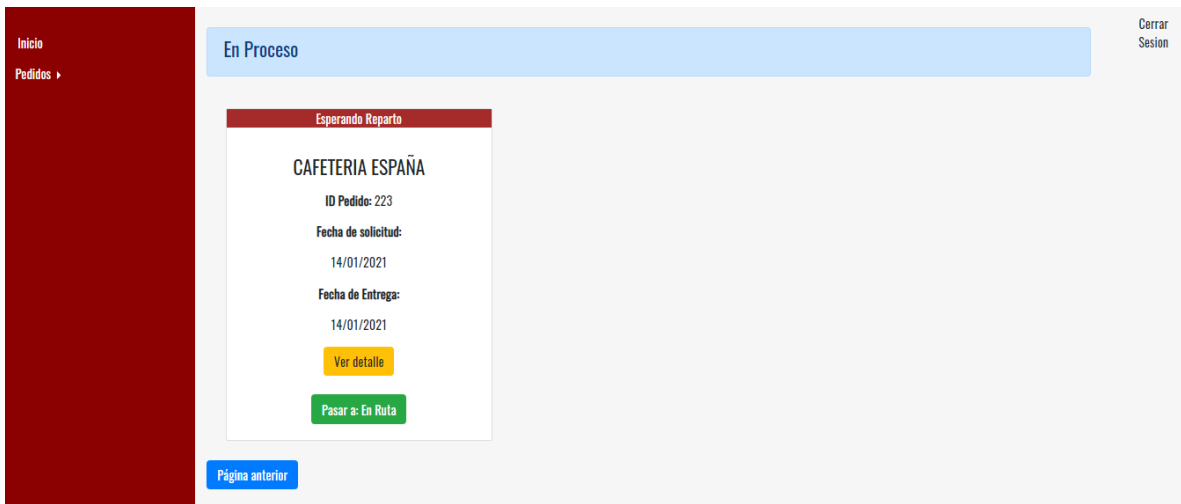 Inicio
Pedidos
En Proceso
Cerrar
Sesion
Esperando Reparto
CAFETERIA ESPAÑA
ID Pedido: 223
Fecha de solicitud:
14/01/2021
Fecha de Entrega:
14/01/2021
Ver detalle
Pasar a: En Ruta
Página anterior